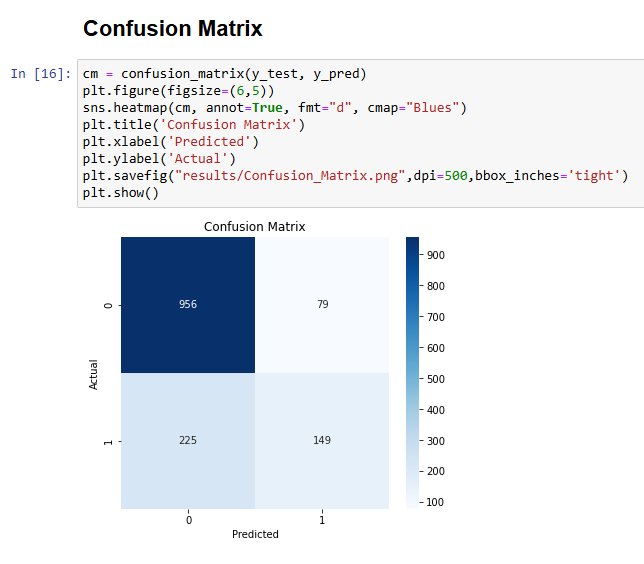 Confusion Matrix
In [16]: cm = confusion_matrix(y_test, y_pred)
plt.figure(figsize=(6,5))
sns.heatmap(cm, annot=True, fmt="d", cmap="Blues")
plt.title('Confusion Matrix')
plt.xlabel('Predicted')
plt.ylabel('Actual')
plt.savefig("results/Confusion_Matrix.png",dpi=500,bbox_inches='tight')
plt.show()
Confusion Matrix
956 79
225 149
0
1
Actual
0 1
Predicted
900
800
700
600
500
400
300
200
100